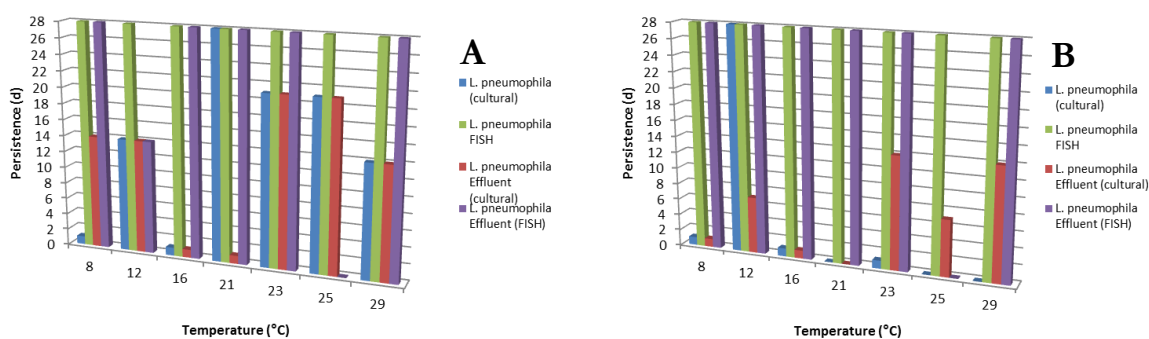 A
28
26
24
22
20
18
16
14
12
10
8
6
4
2
0
Persistence (d)
8
12
16
21
23
25
29
Temperature (°C)
L. pneumophila
(cultural)
L. pneumophila
FISH
L. pneumophila
Effluent
(cultural)
L. pneumophila
Effluent (FISH)
B
28
26
24
22
20
18
16
14
12
10
8
6
4
2
0
Persistence (d)
8
12
16
21
23
25
29
Temperature (°C)
L. pneumophila
(cultural)
L. pneumophila
FISH
L. pneumophila
Effluent (cultural)
L. pneumophila
Effluent (FISH)